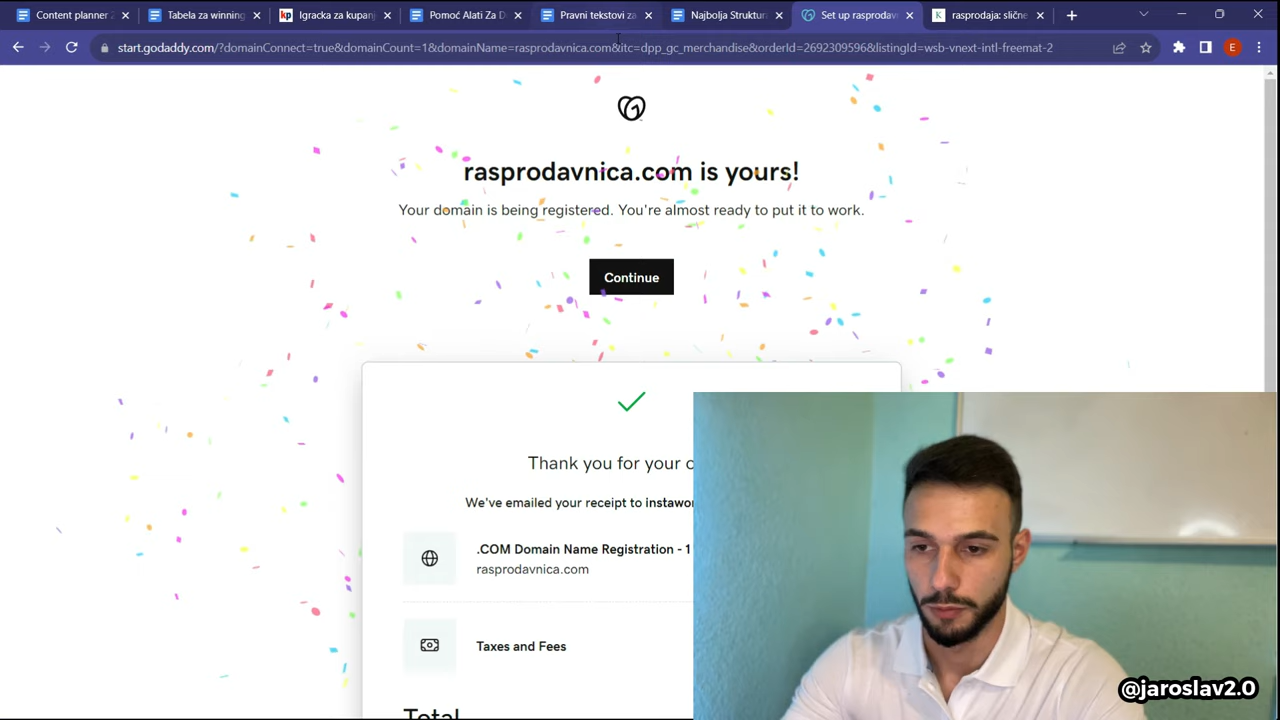 Content planner 2
Tabela za winning
kp
Igracka za kupanj
Pomoć Alati Za D
Pravni tekstovi za
Najbolja Struktur
Set up rasprodav
K
rasprodaja: slične
start.godaddy.com/?domainConnect=true&domainCount=1&domainName=rasprodavnica.com&itc=dpp_gc_merchandise&orderId=2692309596&listingId=wsb-vnext-intl-freemat-2
E
rasprodavnica.com is yours!
Your domain is being registered. You're almost ready to put it to work.
Continue
Thank you for your o
We've emailed your receipt to instawor
.COM Domain Name Registration - 1
rasprodavnica.com
Taxes and Fees
Total
@jaroslav2.0